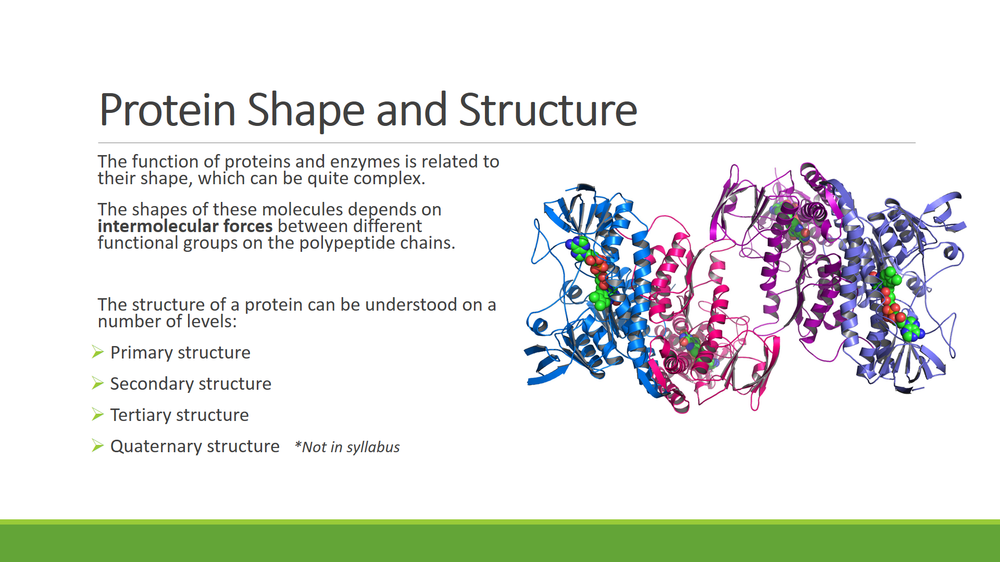 Protein Shape and Structure
The function of proteins and enzymes is related to
their shape, which can be quite complex.
The shapes of these molecules depends on
intermolecular forces between different
functional groups on the polypeptide chains.
The structure of a protein can be understood on a
number of levels:
Primary structure
Secondary structure
Tertiary structure
Quaternary structure *Not in syllabus